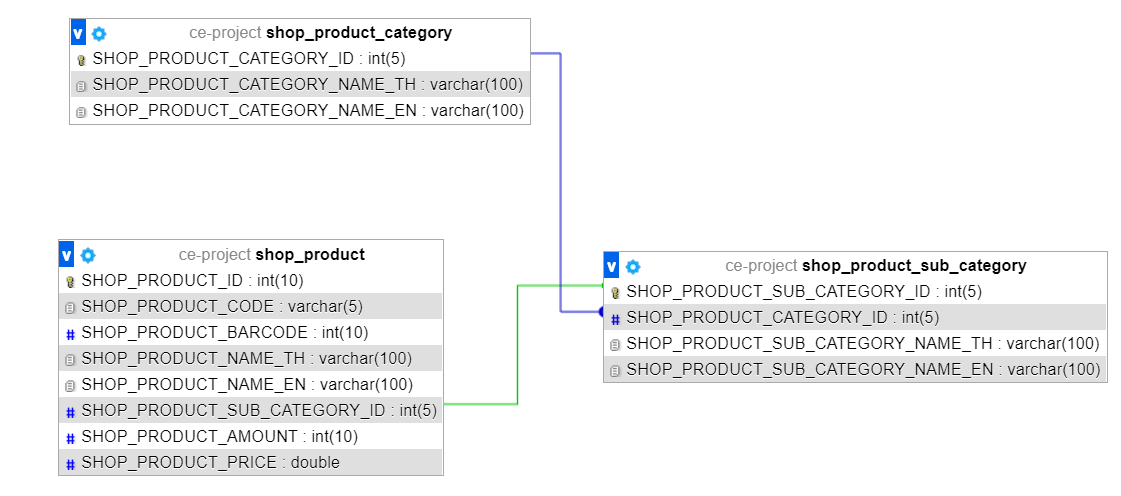 v ce-project shop_product_category
SHOP_PRODUCT_CATEGORY_ID : int(5)
SHOP_PRODUCT_CATEGORY_NAME_TH : varchar(100)
SHOP_PRODUCT_CATEGORY_NAME_EN : varchar(100)
v ce-project shop_product
SHOP_PRODUCT_ID : int(10)
SHOP_PRODUCT_CODE : varchar(5)
# SHOP_PRODUCT_BARCODE : int(10)
SHOP_PRODUCT_NAME_TH : varchar(100)
SHOP_PRODUCT_NAME_EN : varchar(100)
# SHOP_PRODUCT_SUB_CATEGORY_ID : int(5)
# SHOP_PRODUCT_AMOUNT : int(10)
# SHOP_PRODUCT_PRICE : double
v ce-project shop_product_sub_category
SHOP_PRODUCT_SUB_CATEGORY_ID : int(5)
# SHOP_PRODUCT_CATEGORY_ID : int(5)
SHOP_PRODUCT_SUB_CATEGORY_NAME_TH : varchar(100)
SHOP_PRODUCT_SUB_CATEGORY_NAME_EN : varchar(100)